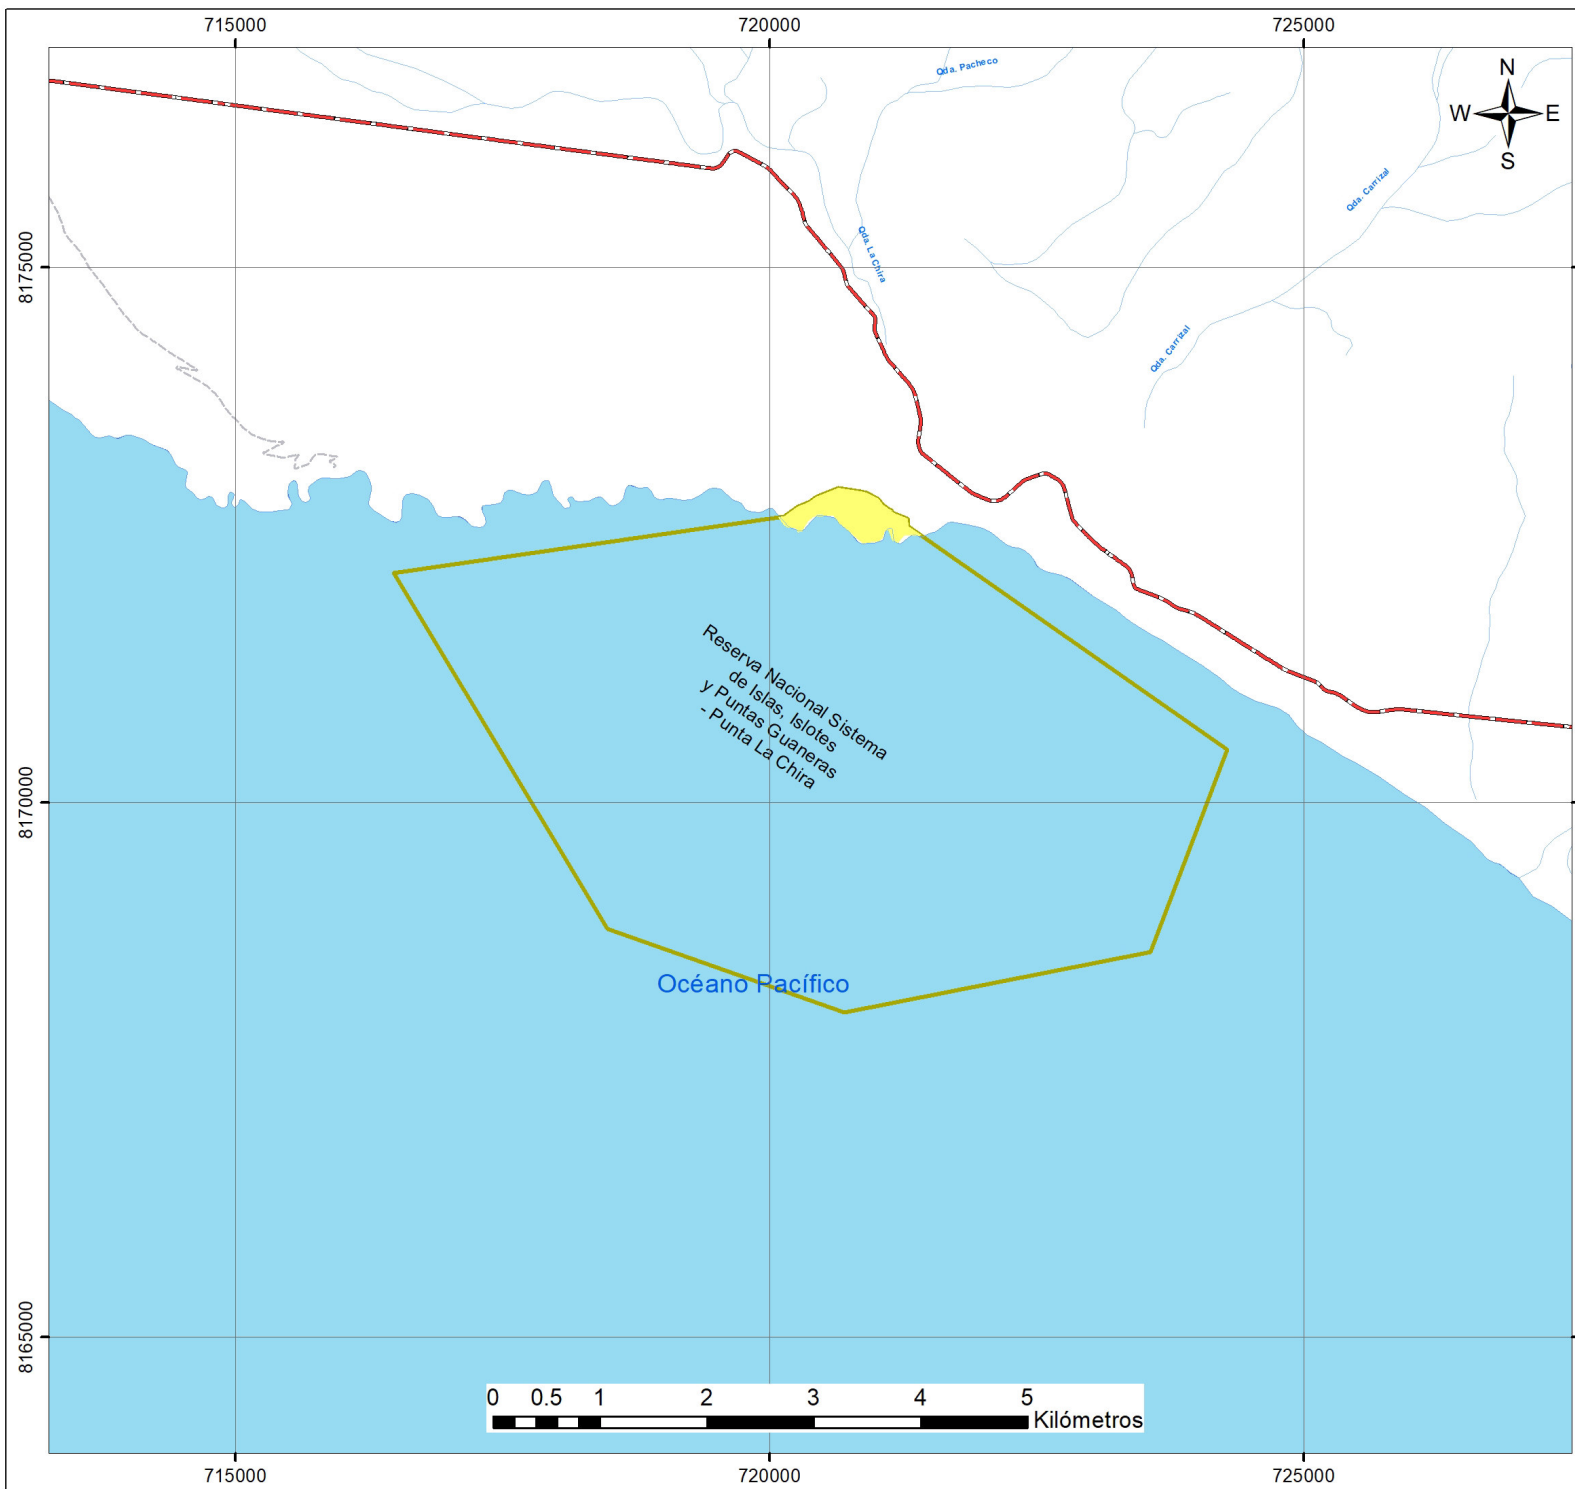 715000
720000
725000
Qda. Pacheco
N
W
E
S
Qda. Carrizal
Qda. La Chira
8175000
Qda. Carrizal
Reserva Nacional Sistema
de Islas, Islotes
y Puntas Guaneras
- Punta La Chira
8170000
Océano Pacífico
8165000
0 0.5 1 2 3 4 5
Kilómetros
715000
720000
725000